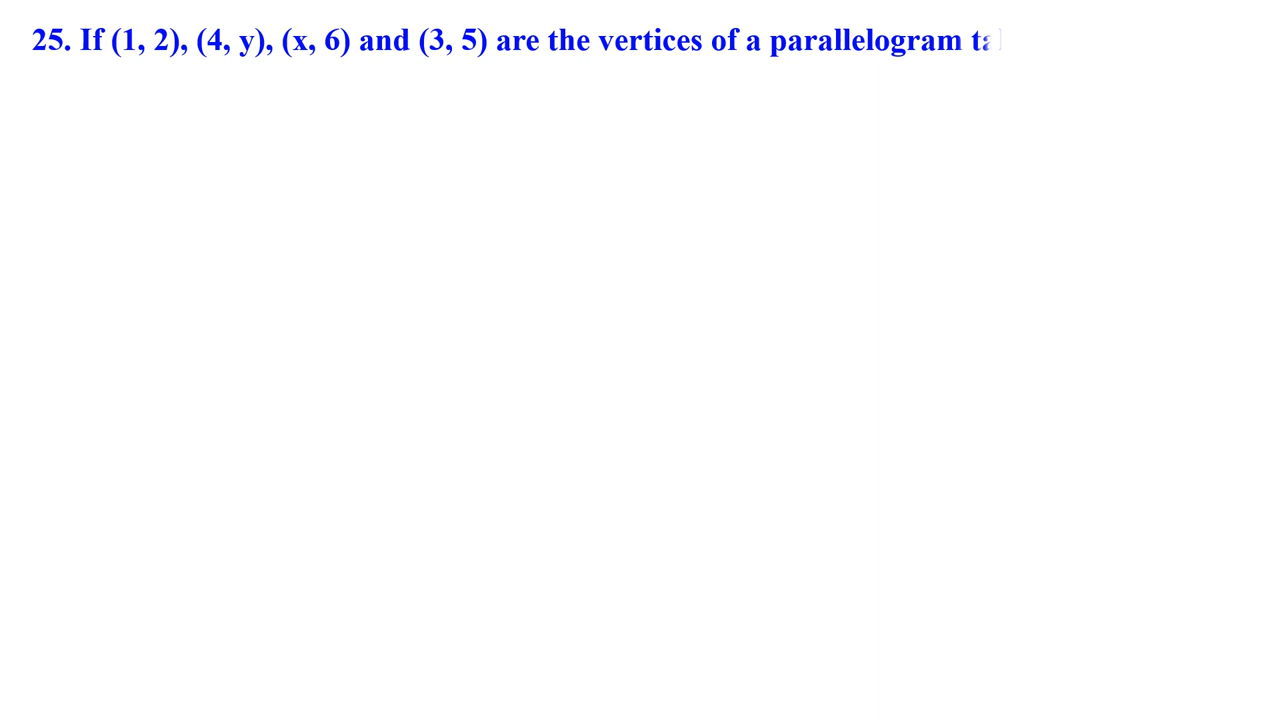 25. If (1, 2), (4, y), (x, 6) and (3, 5) are the vertices of a parallelogram